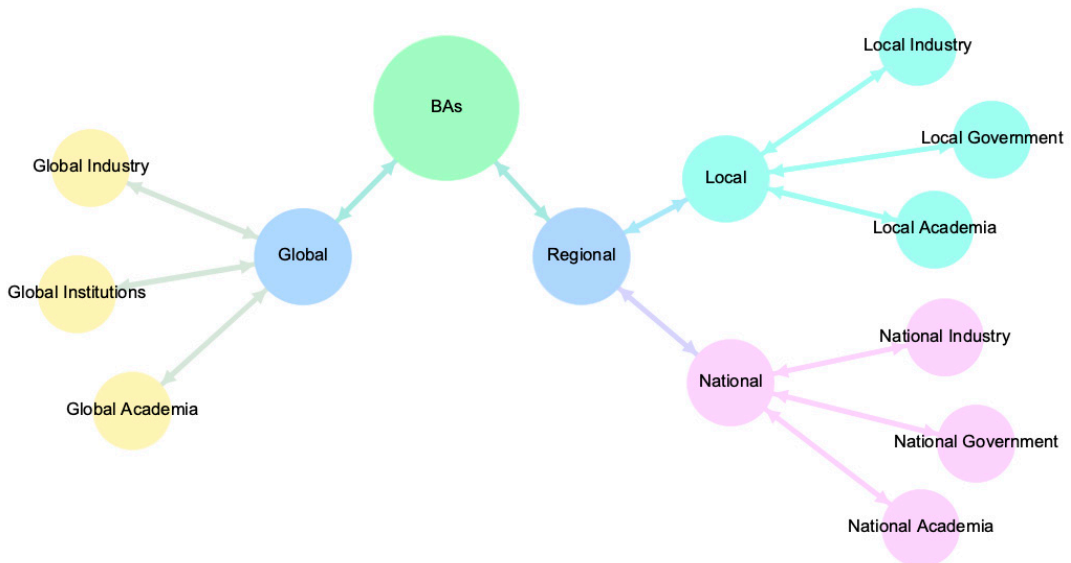 BAs
Global
Global Industry
Global Institutions
Global Academia
Regional
Local
Local Industry
Local Government
Local Academia
National
National Industry
National Government
National Academia